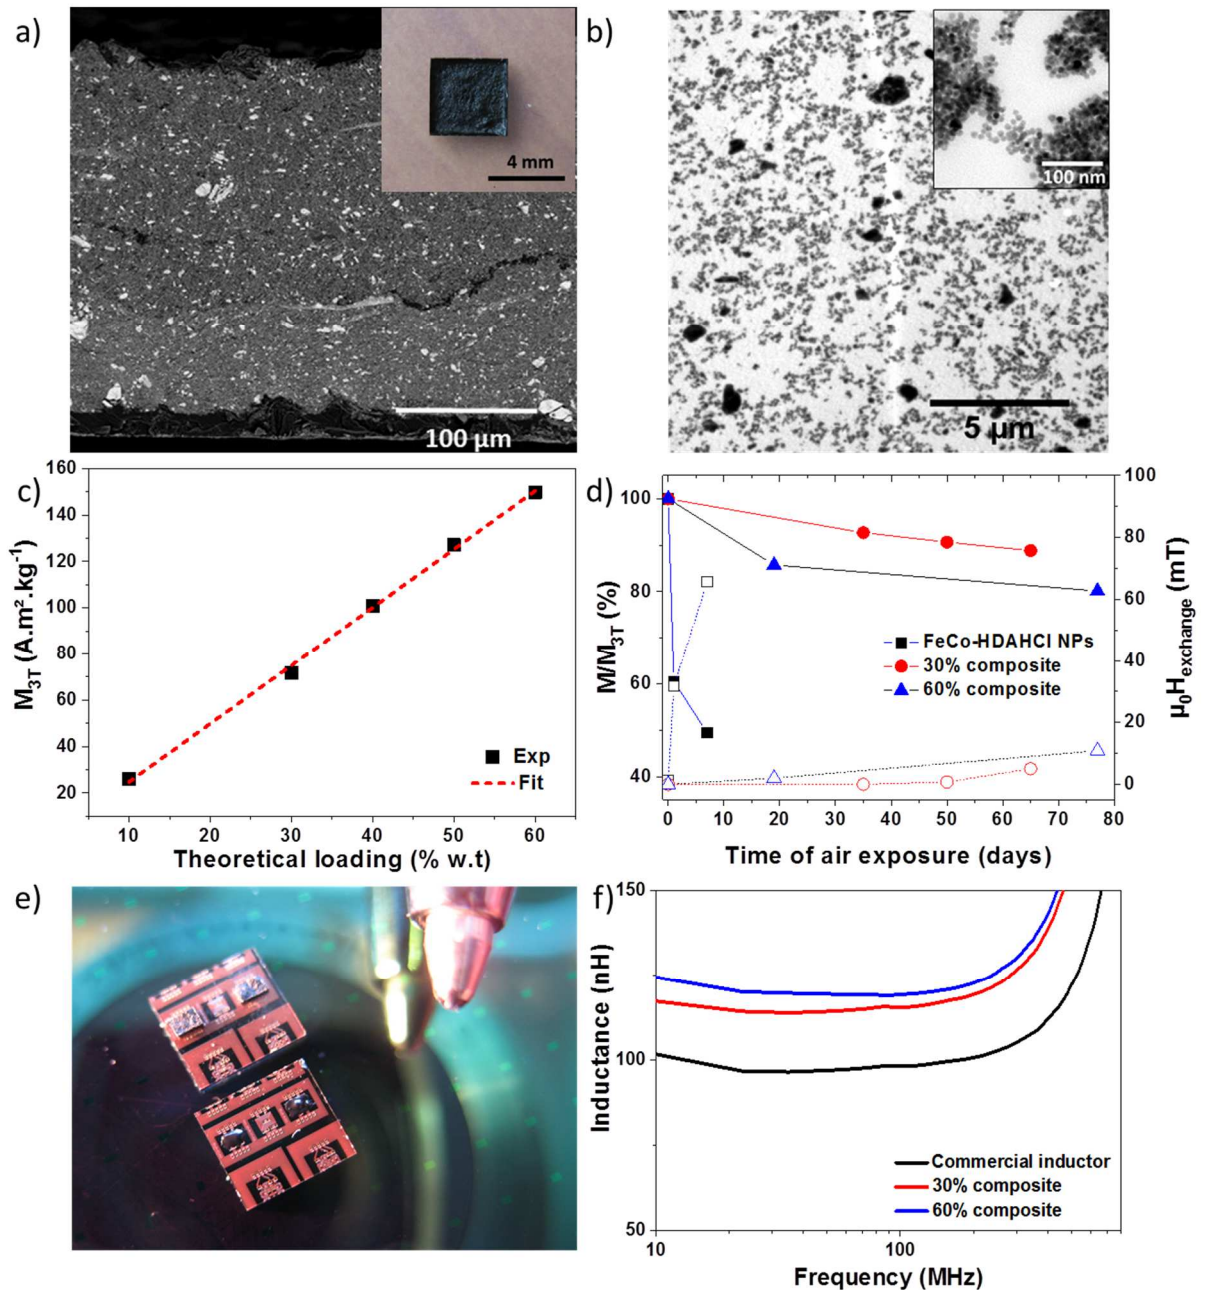 a)
4 mm
100 µm
b)
100 nm
5 µm
c)
160
140
120
100
80
60
40
20
M3T (A.m².kg⁻¹)
Exp
Fit
10 20 30 40 50 60
Theoretical loading (% w.t)
d)
100
80
60
40
M/M3T (%)
100
80
60
40
20
0
µ0Hexchange (mT)
FeCo-HDAHCl NPs
30% composite
60% composite
0 10 20 30 40 50 60 70 80
Time of air exposure (days)
e)
f)
150
100
50
Inductance (nH)
Commercial inductor
30% composite
60% composite
10 100
Frequency (MHz)